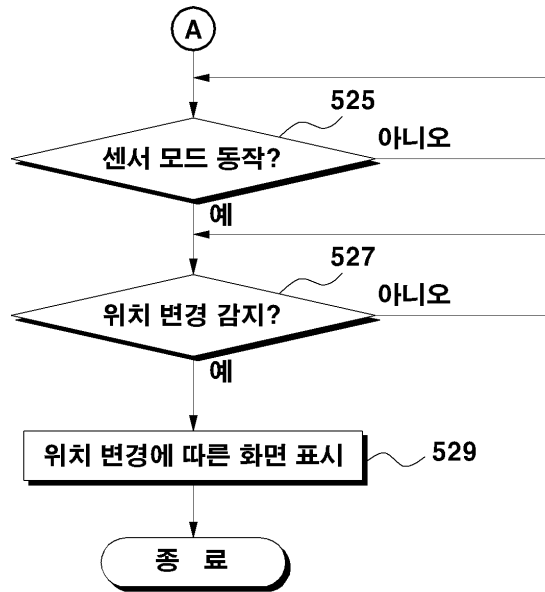 A
525
센서 모드 동작?
아니오
예
527
위치 변경 감지?
아니오
예
위치 변경에 따른 화면 표시
529
종 료